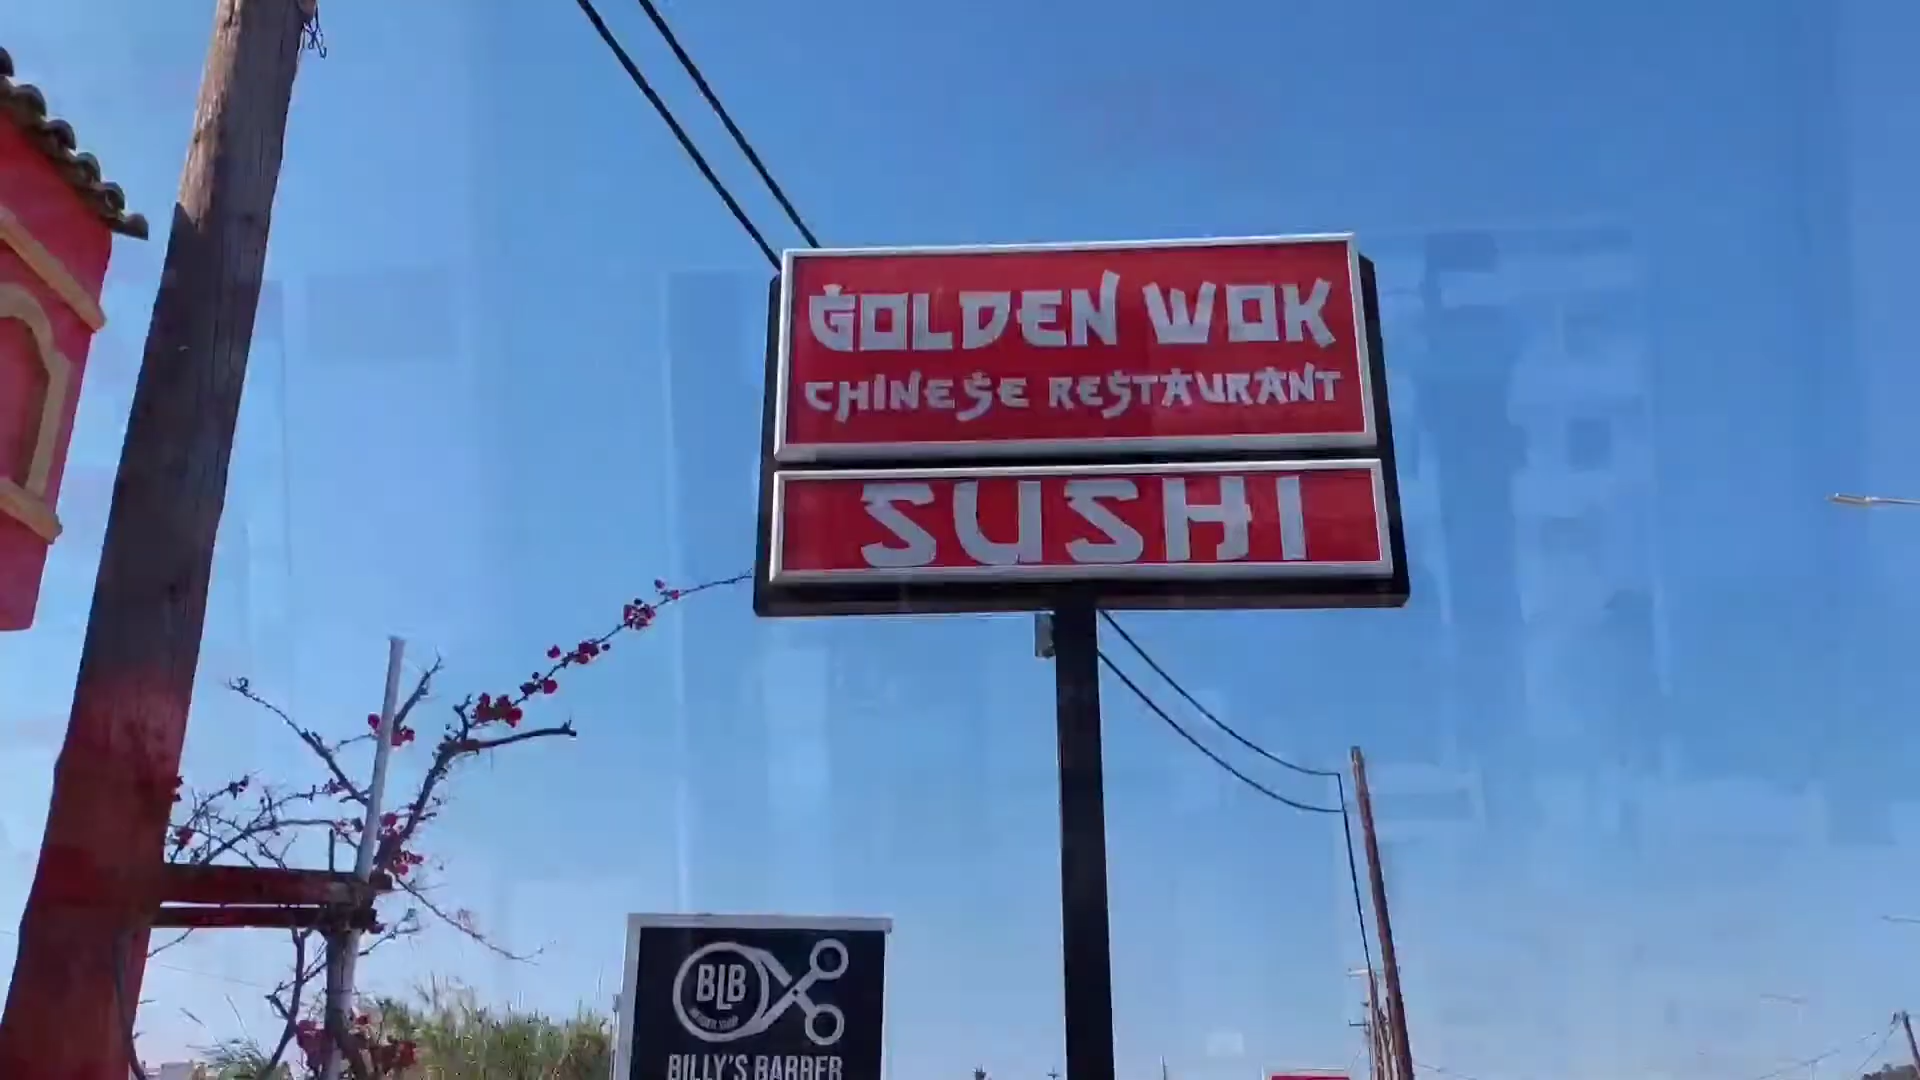 GOLDEN WOK
CHINESE RESTAURANT
SUSHI
BLB
BILLY'S BARBER